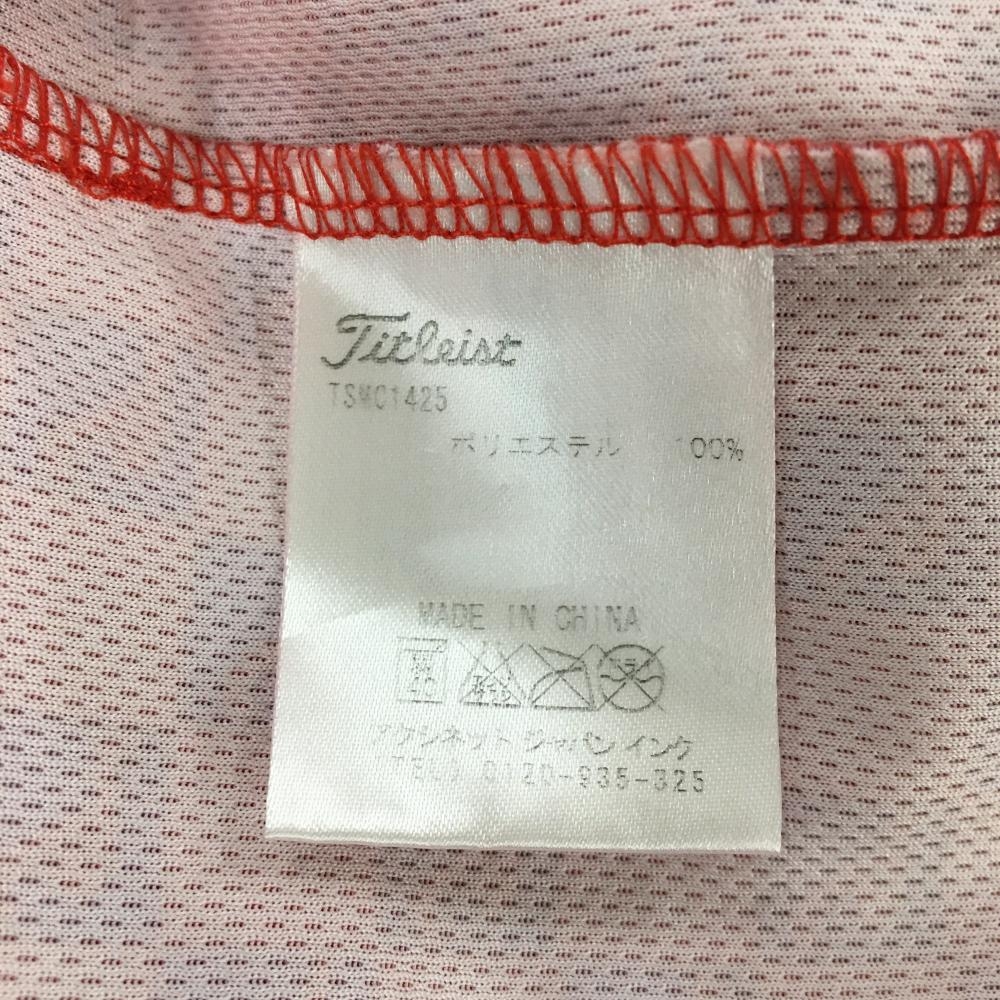 Titleist
TSMC1425
ポリエステル 100%
MADE IN CHINA
アクシネット ジャパン インク
TEL) 0120-935-325